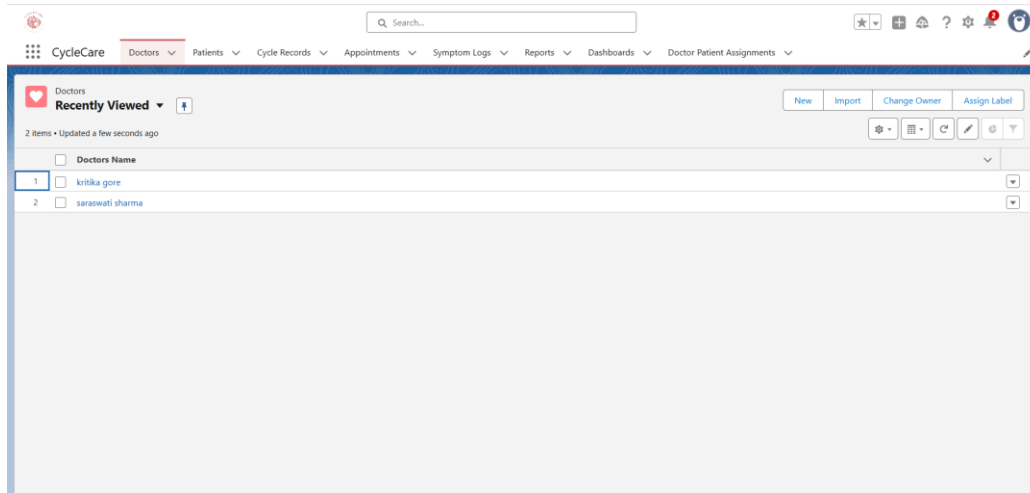 Search...
2
CycleCare Doctors Patients Cycle Records Appointments Symptom Logs Reports Dashboards Doctor Patient Assignments
Doctors
Recently Viewed
New Import Change Owner Assign Label
2 items • Updated a few seconds ago
Doctors Name
1 kritika gore
2 saraswati sharma